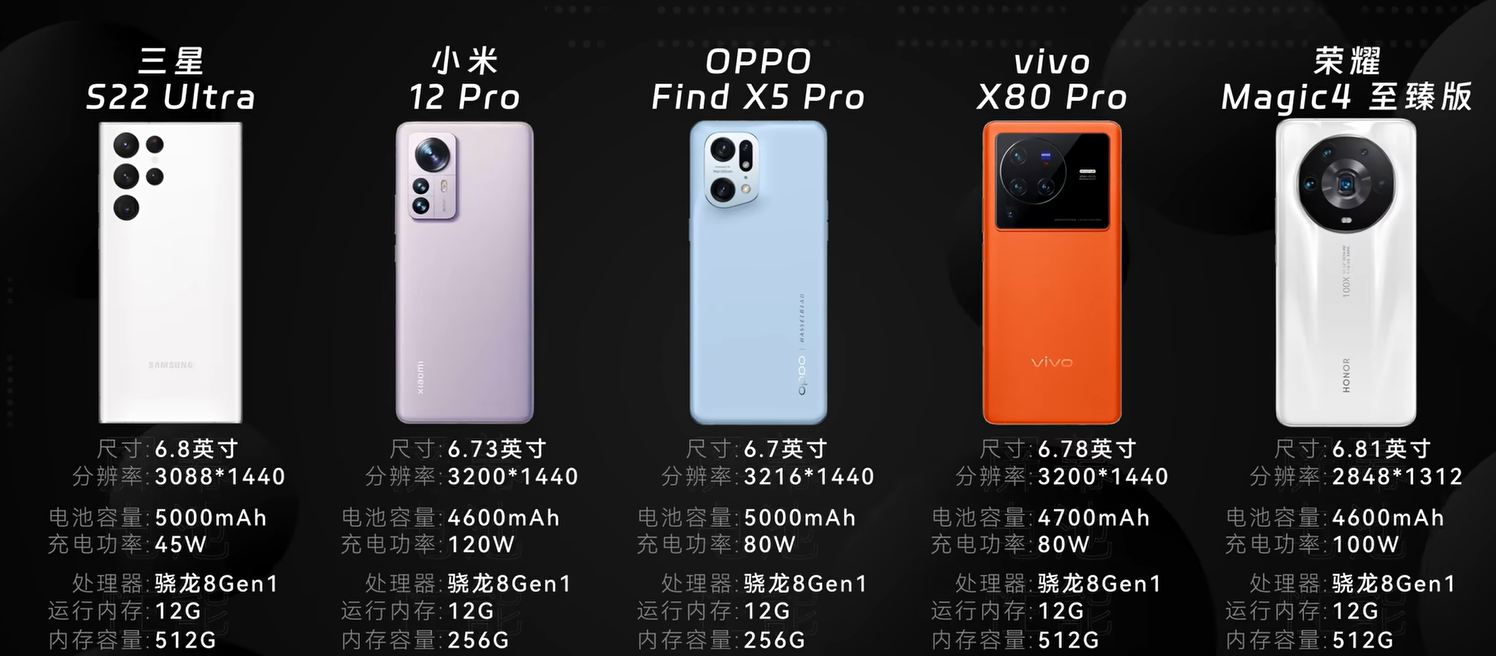 三星
S22 Ultra
SAMSUNG
尺寸:6.8英寸
分辨率:3088*1440
电池容量:5000mAh
充电功率:45W
处理器:骁龙8Gen1
运行内存:12G
内存容量:512G
小米
12 Pro
xiaomi
尺寸:6.73英寸
分辨率:3200*1440
电池容量:4600mAh
充电功率:120W
处理器:骁龙8Gen1
运行内存:12G
内存容量:256G
OPPO
Find X5 Pro
oppo | HASSELBLAD
尺寸:6.7英寸
分辨率:3216*1440
电池容量:5000mAh
充电功率:80W
处理器:骁龙8Gen1
运行内存:12G
内存容量:256G
vivo
X80 Pro
vivo
尺寸:6.78英寸
分辨率:3200*1440
电池容量:4700mAh
充电功率:80W
处理器:骁龙8Gen1
运行内存:12G
内存容量:512G
荣耀
Magic4 至臻版
100X
HONOR
尺寸:6.81英寸
分辨率:2848*1312
电池容量:4600mAh
充电功率:100W
处理器:骁龙8Gen1
运行内存:12G
内存容量:512G